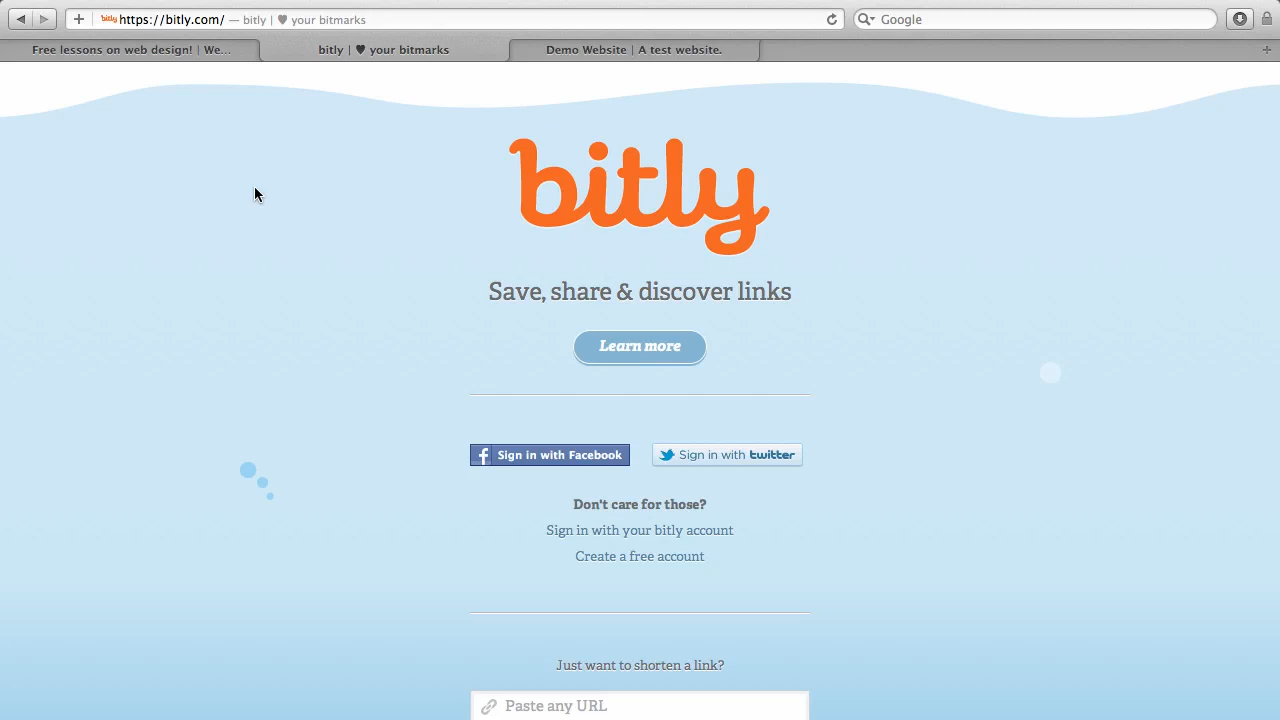 bitly https://bitly.com/ — bitly | ♥ your bitmarks
Google
Free lessons on web design! | We...
bitly | ♥ your bitmarks
Demo Website | A test website.
bitly
Save, share & discover links
Learn more
f Sign in with Facebook
Sign in with twitter
Don't care for those?
Sign in with your bitly account
Create a free account
Just want to shorten a link?
Paste any URL